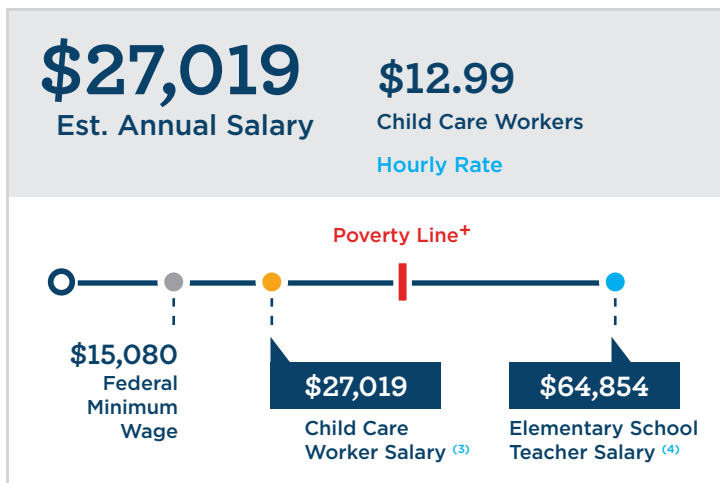 $27,019
Est. Annual Salary
$12.99
Child Care Workers
Hourly Rate
Poverty Line+
$15,080
Federal
Minimum
Wage
$27,019
Child Care
Worker Salary (3)
$64,854
Elementary School
Teacher Salary (4)